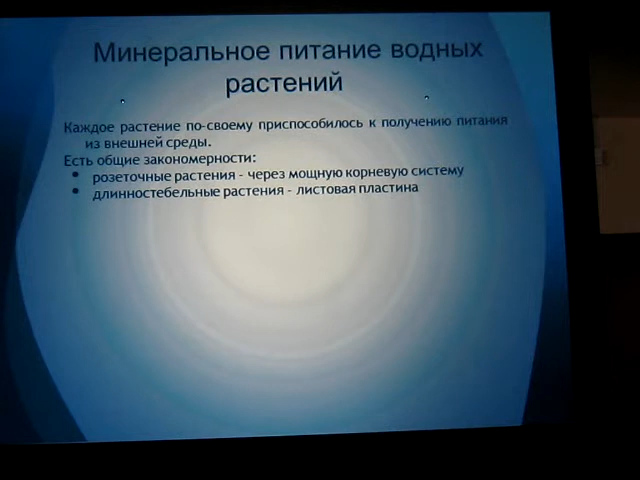 Минеральное питание водных
растений
Каждое растение по-своему приспособилось к получению питания
из внешней среды.
Есть общие закономерности:
• розеточные растения - через мощную корневую систему
• длинностебельные растения - листовая пластина